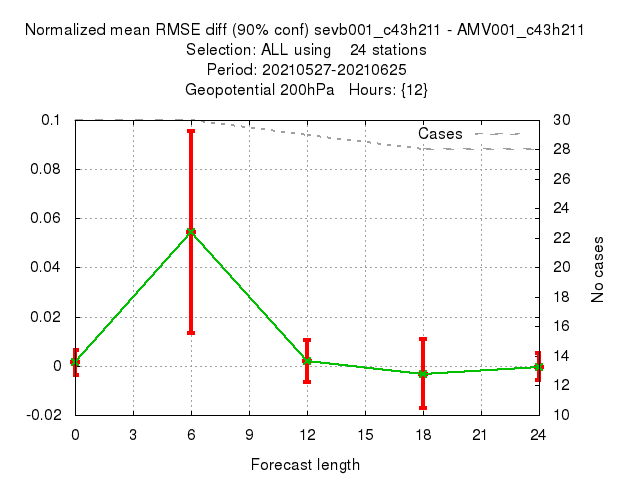 Normalized mean RMSE diff (90% conf) sevb001_c43h211 - AMV001_c43h211
Selection: ALL using    24 stations
Period: 20210527-20210625
Geopotential 200hPa   Hours: {12}
Cases
0.1
0.08
0.06
0.04
0.02
0
-0.02
30
28
26
24
22
20
18
16
14
12
10
No cases
0 3 6 9 12 15 18 21 24
Forecast length